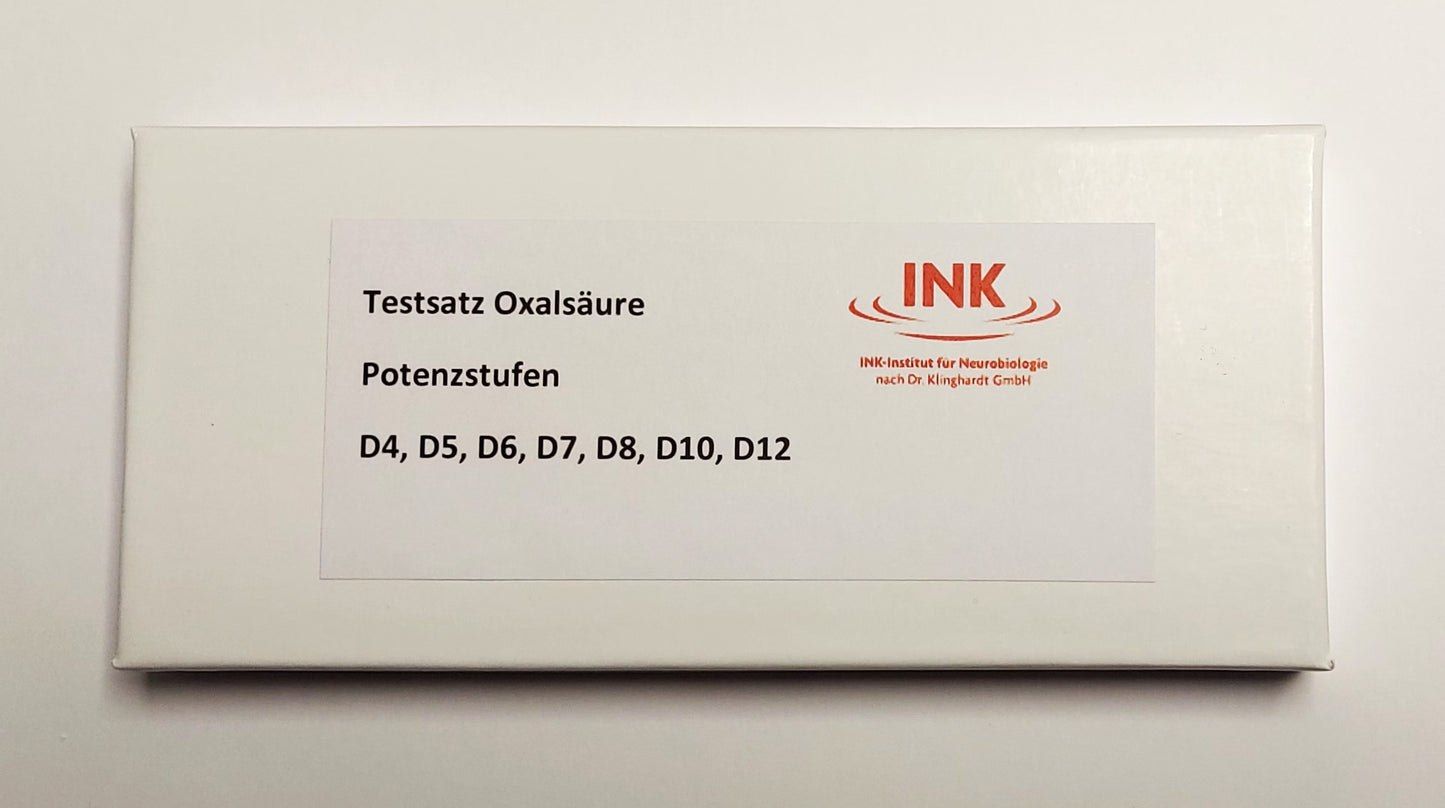 Testsatz Oxalsäure
Potenzstufen
D4, D5, D6, D7, D8, D10, D12
INK
INK-Institut für Neurobiologie
nach Dr. Klinghardt GmbH